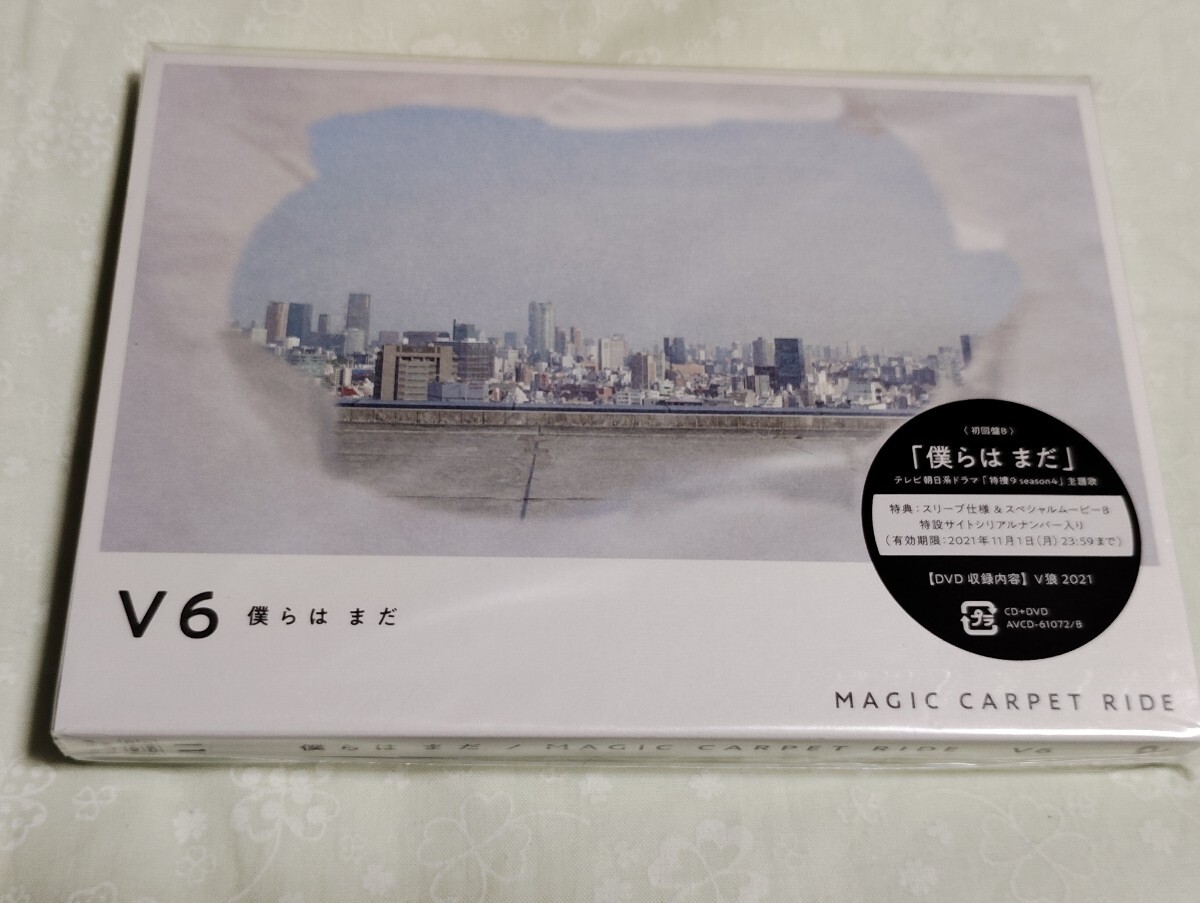 〈初回盤B〉
「僕らは まだ」
テレビ朝日系ドラマ「特捜9 season4」主題歌
特典:スリーブ仕様 & スペシャルムービーB
特設サイトシリアルナンバー入り
(有効期限:2021年11月1日(月)23:59まで)
【DVD 収録内容】V狼 2021
プラ
CD+DVD
AVCD-61072/B
V6 僕らは まだ
MAGIC CARPET RIDE
僕らは まだ / MAGIC CARPET RIDE V6